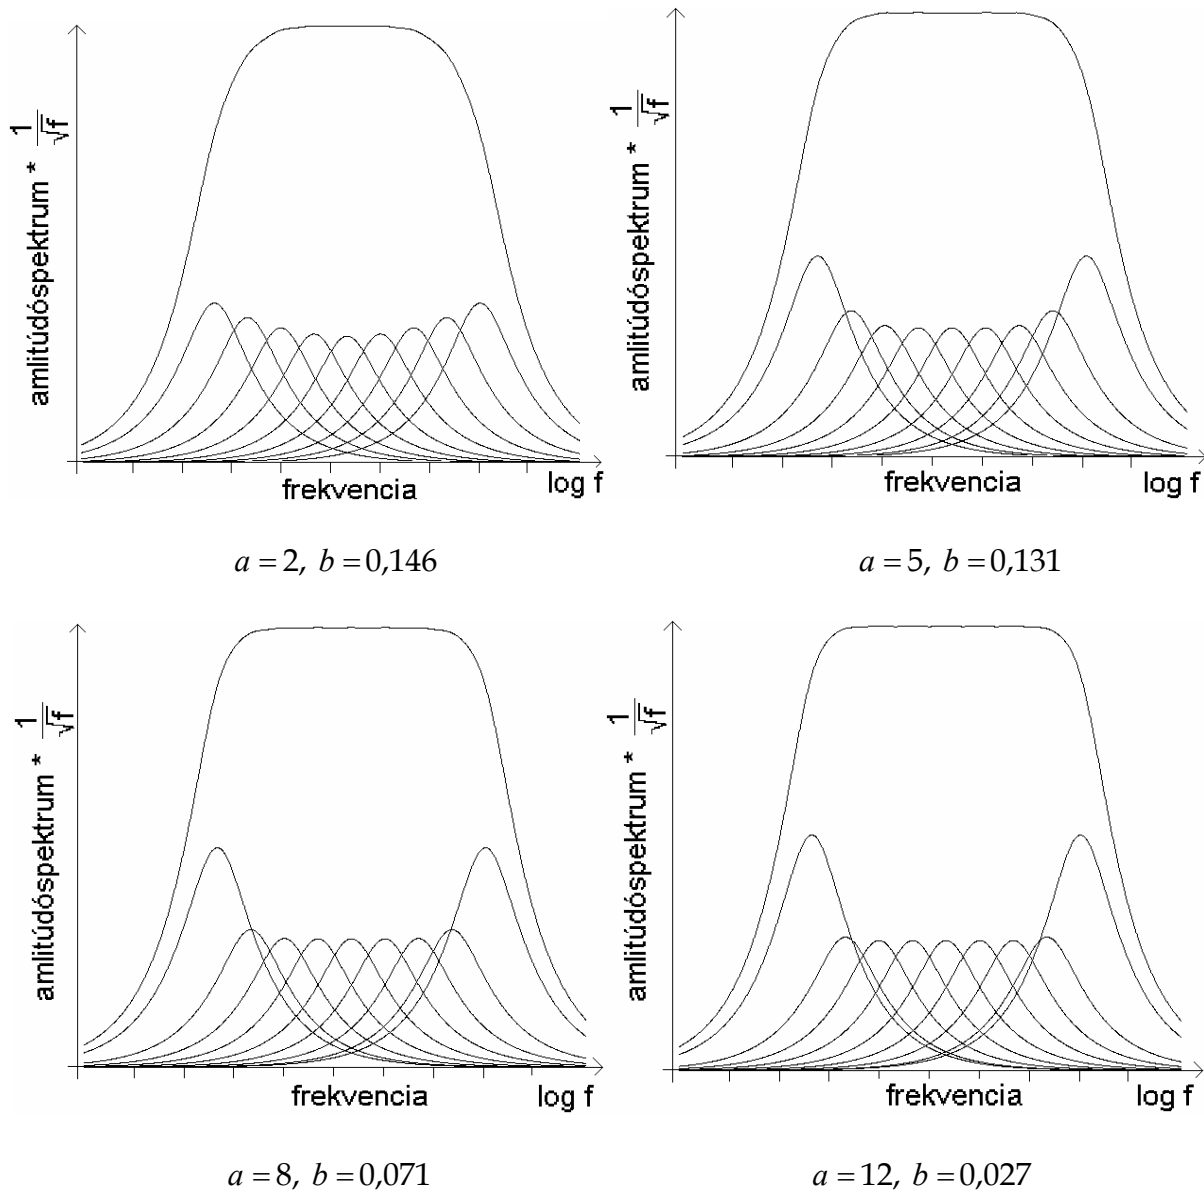 amlitúdóspektrum * 1/√f
frekvencia
log f
a = 2, b = 0,146
amlitúdóspektrum * 1/√f
frekvencia
log f
a = 5, b = 0,131
amlitúdóspektrum * 1/√f
frekvencia
log f
a = 8, b = 0,071
amlitúdóspektrum * 1/√f
frekvencia
log f
a = 12, b = 0,027